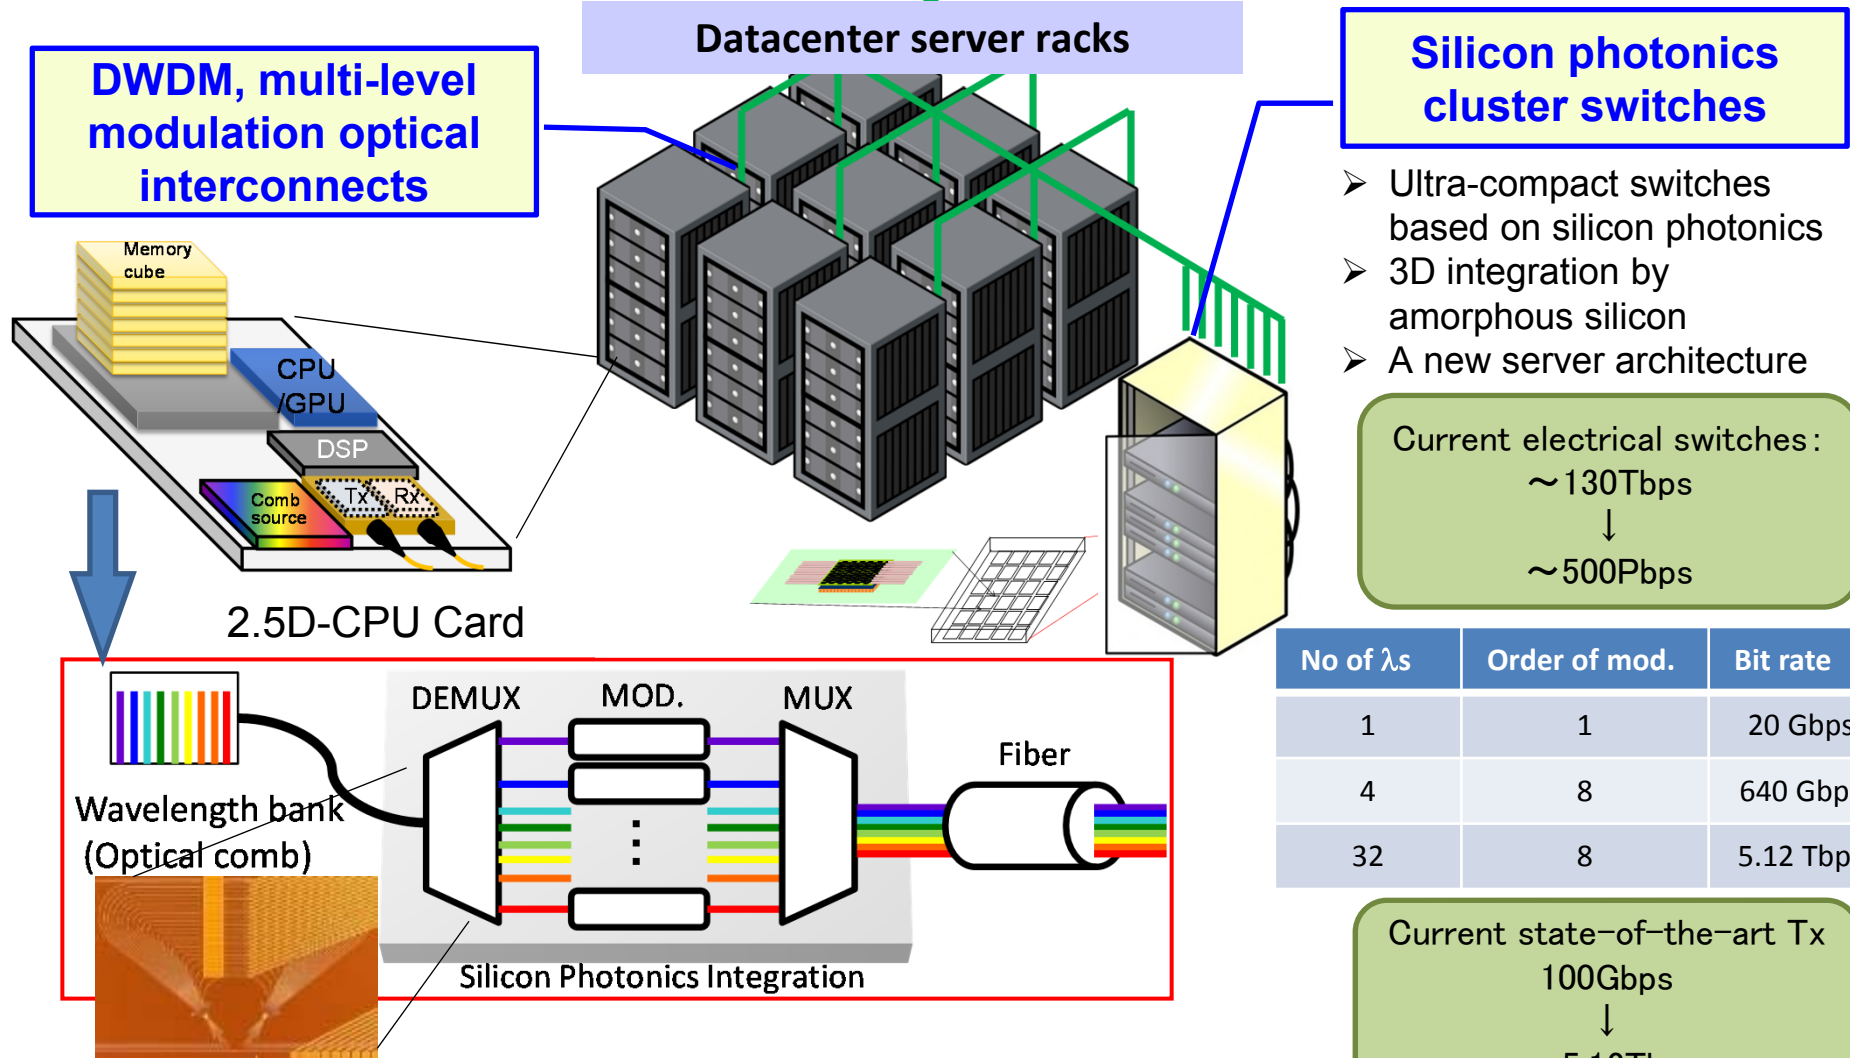 Datacenter server racks
DWDM, multi-level
modulation optical
interconnects
Silicon photonics
cluster switches
➢ Ultra-compact switches
based on silicon photonics
➢ 3D integration by
amorphous silicon
➢ A new server architecture
Memory
cube
CPU
/GPU
DSP
Tx
Rx
Comb
source
2.5D-CPU Card
Current electrical switches:
~130Tbps
↓
~500Pbps
No of λs Order of mod. Bit rate
1 1 20 Gbps
4 8 640 Gbp
32 8 5.12 Tbp
DEMUX
MOD.
MUX
Fiber
Wavelength bank
(Optical comb)
Silicon Photonics Integration
Current state-of-the-art Tx
100Gbps
↓